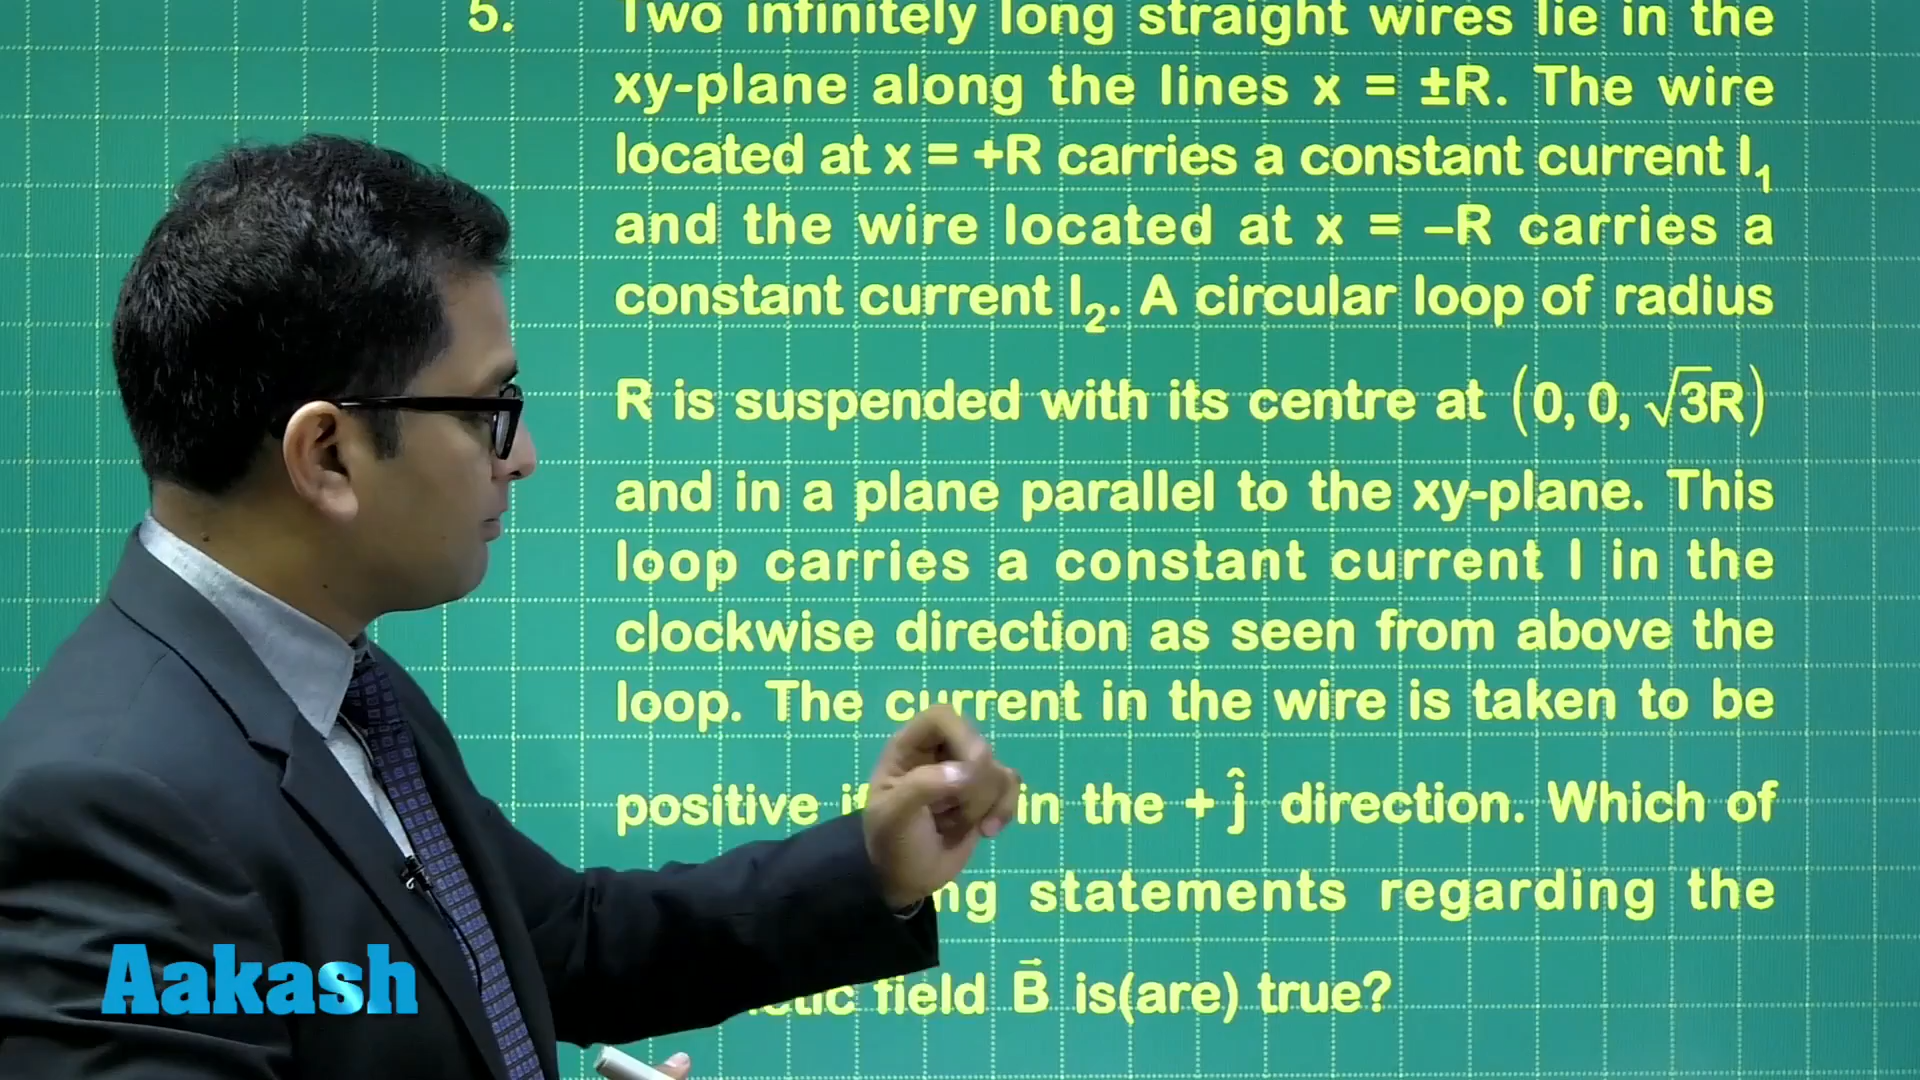 5. Two infinitely long straight wires lie in the
xy-plane along the lines x = ±R. The wire
located at x = +R carries a constant current I₁
and the wire located at x = –R carries a
constant current I₂. A circular loop of radius
R is suspended with its centre at (0, 0, √3R)
and in a plane parallel to the xy-plane. This
loop carries a constant current I in the
clockwise direction as seen from above the
loop. The current in the wire is taken to be
positive in the + ĵ direction. Which of
statements regarding the
field B⃗ is(are) true?
Aakash